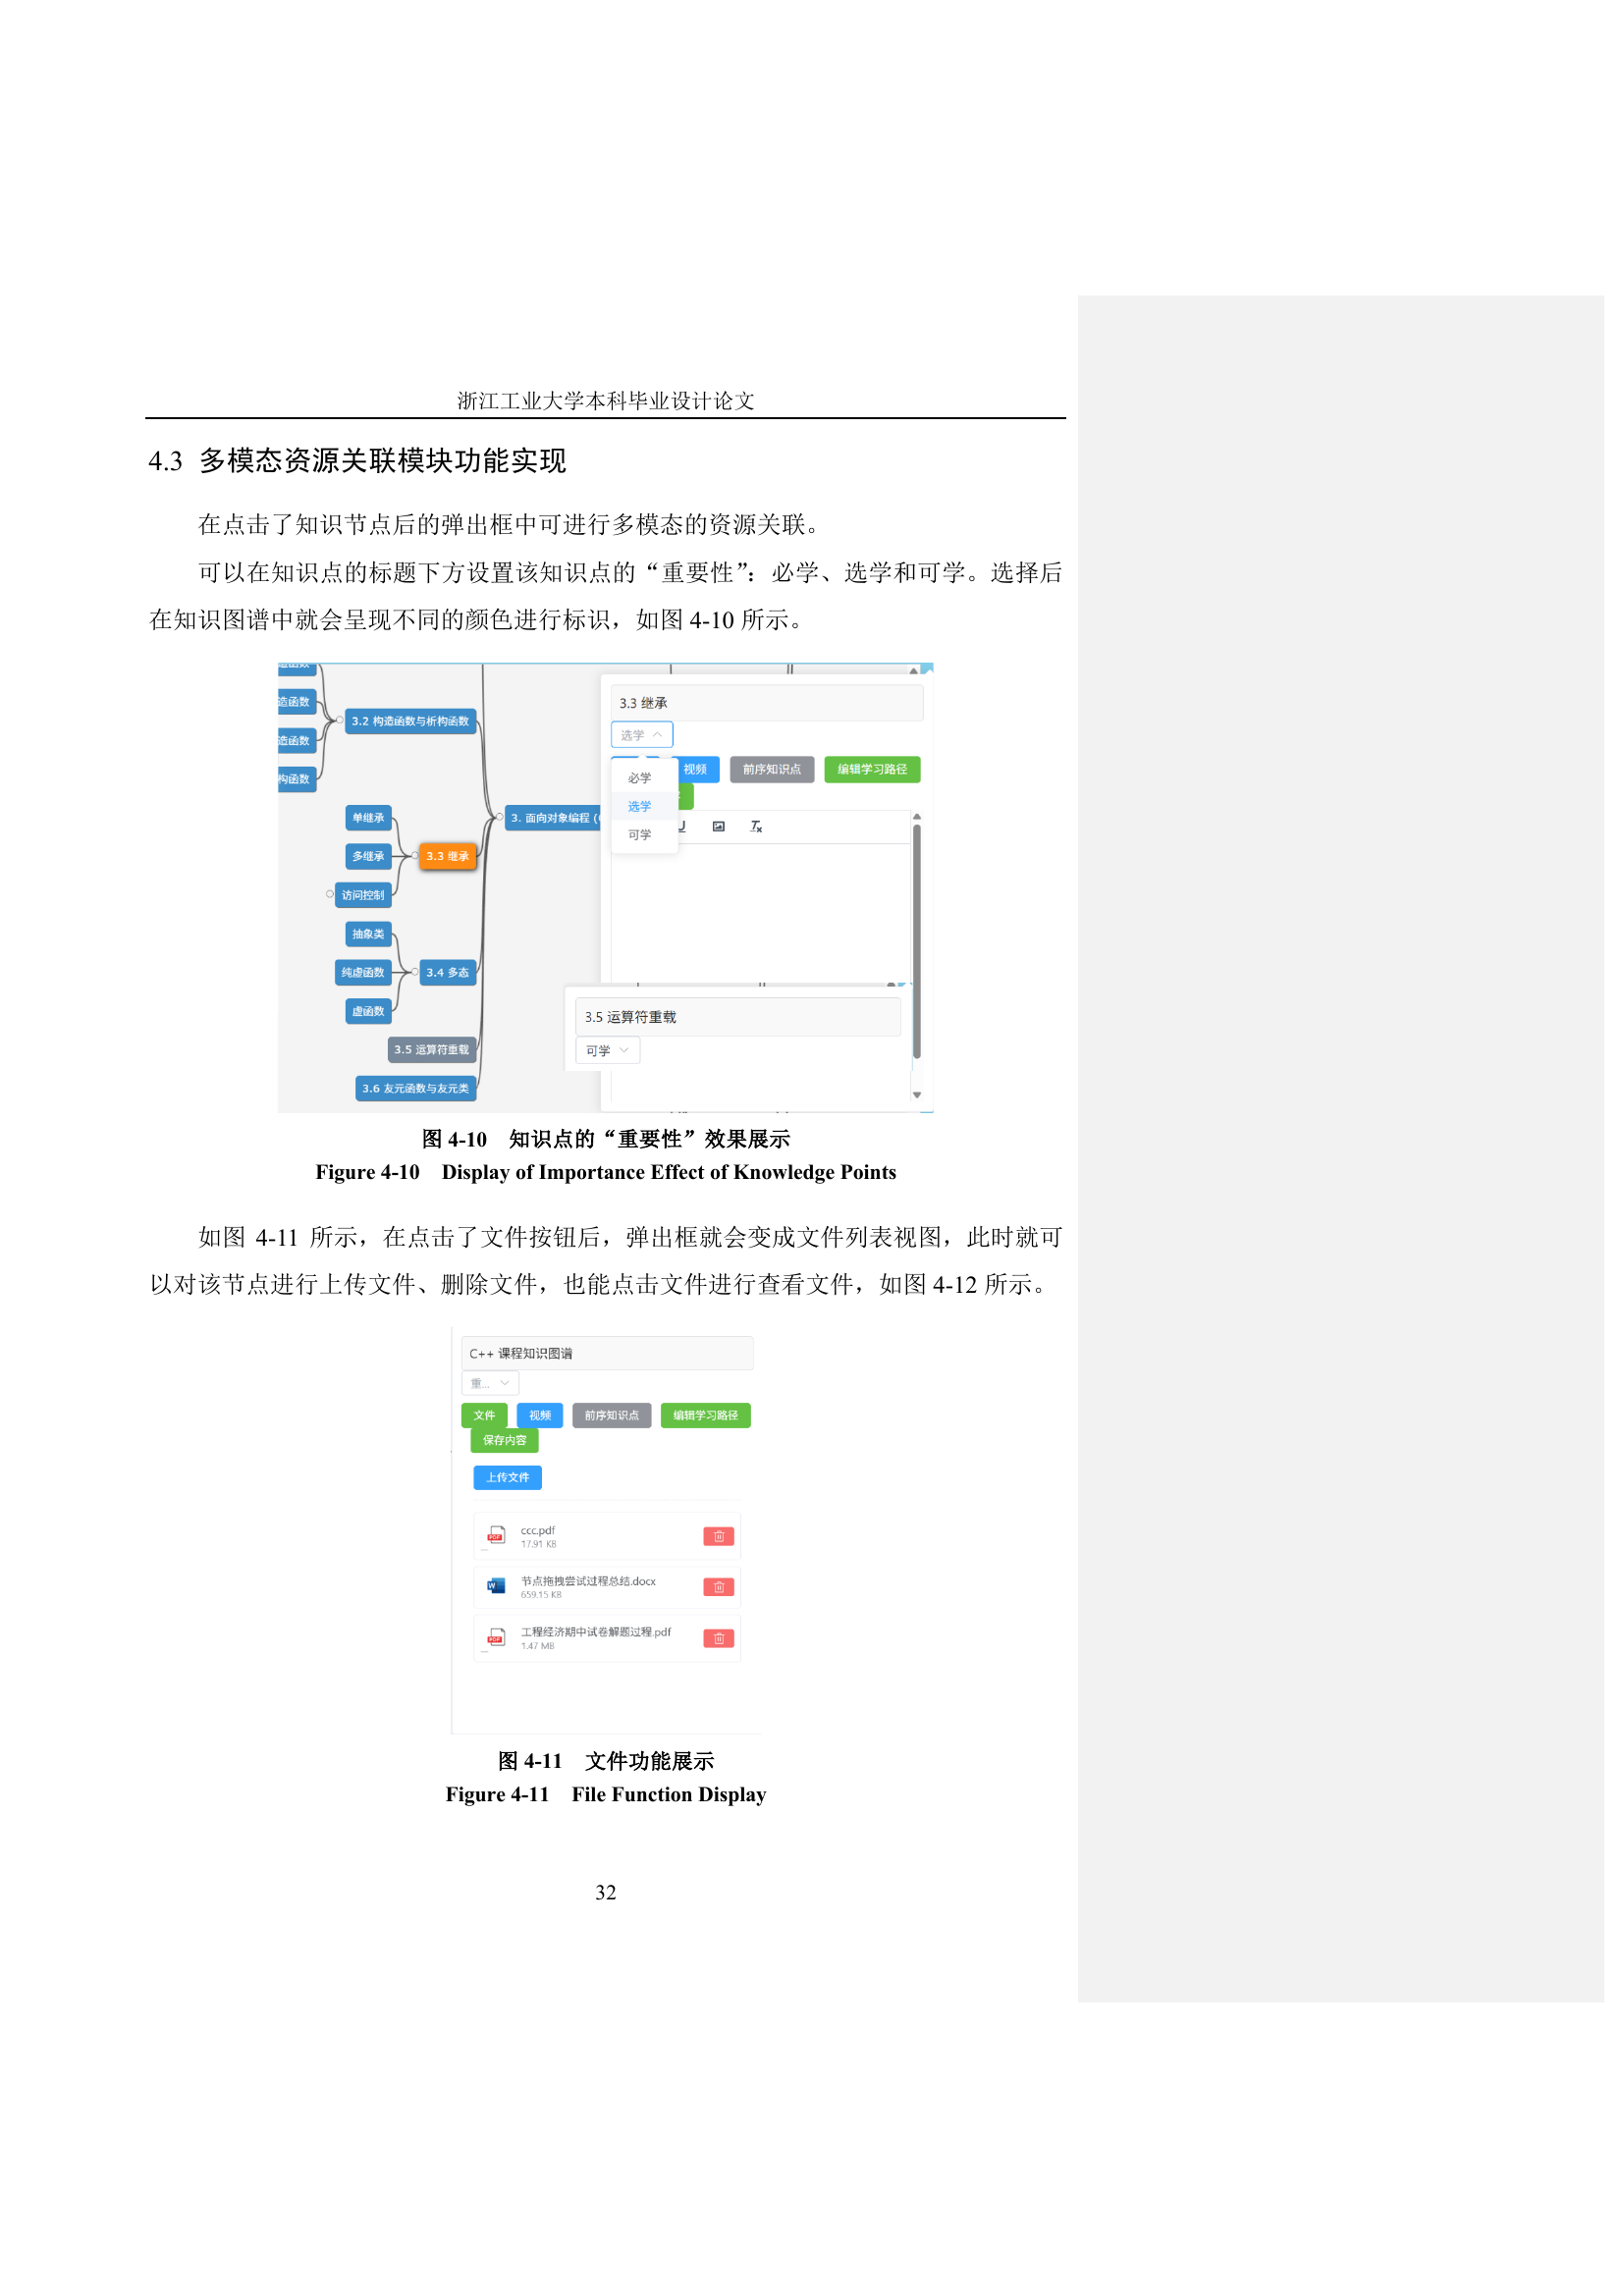 浙江工业大学本科毕业设计论文
4.3 多模态资源关联模块功能实现
在点击了知识节点后的弹出框中可进行多模态的资源关联。
可以在知识点的标题下方设置该知识点的“重要性”：必学、选学和可学。选择后
在知识图谱中就会呈现不同的颜色进行标识，如图 4-10 所示。
造函数
造函数
构函数
3.2 构造函数与析构函数
单继承
多继承
访问控制
3.3 继承
3. 面向对象编程 (
抽象类
纯虚函数
虚函数
3.4 多态
3.5 运算符重载
3.6 友元函数与友元类
3.3 继承
选学
视频
前序知识点
编辑学习路径
必学
选学
可学
3.5 运算符重载
可学
图 4-10 知识点的“重要性”效果展示
Figure 4-10 Display of Importance Effect of Knowledge Points
如图 4-11 所示，在点击了文件按钮后，弹出框就会变成文件列表视图，此时就可
以对该节点进行上传文件、删除文件，也能点击文件进行查看文件，如图 4-12 所示。
C++ 课程知识图谱
重...
文件
视频
前序知识点
编辑学习路径
保存内容
上传文件
ccc.pdf
17.91 KB
节点拖拽尝试过程总结.docx
659.15 KB
工程经济期中试卷解题过程.pdf
1.47 MB
图 4-11 文件功能展示
Figure 4-11 File Function Display
32